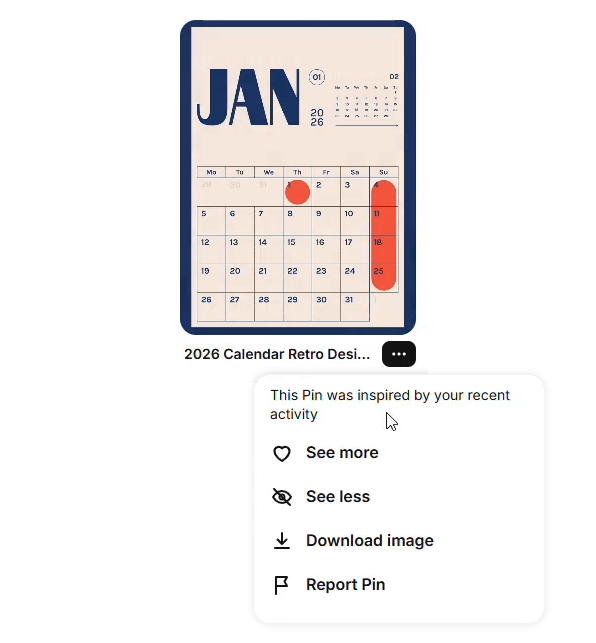 JAN
01
20
26
02
Mo Tu We Th Fr Sa Su
29 30 31 1 2 3 4
5 6 7 8 9 10 11
12 13 14 15 16 17 18
19 20 21 22 23 24 25
26 27 28 29 30 31 1
2026 Calendar Retro Desi...
This Pin was inspired by your recent
activity
See more
See less
Download image
Report Pin